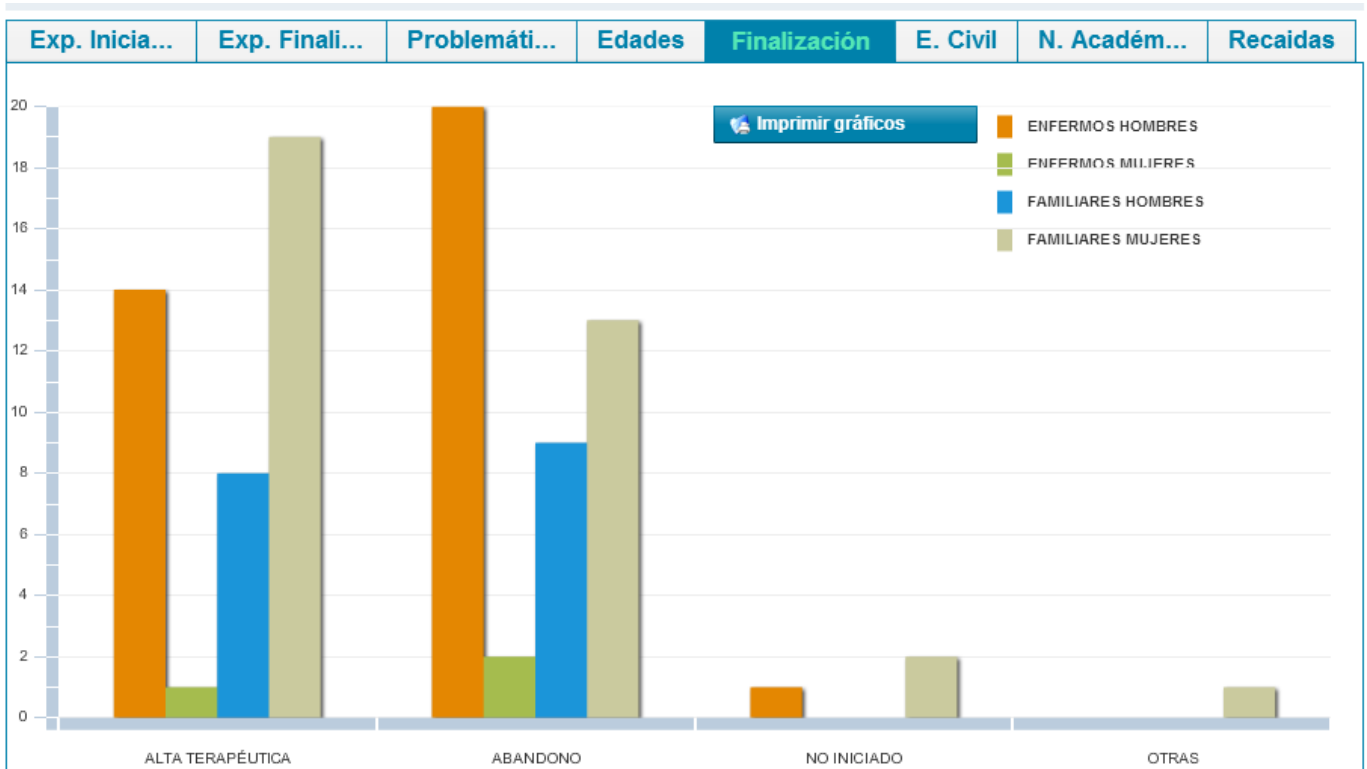 Exp. Inicia... Exp. Finali... Problemáti... Edades Finalización E. Civil N. Académ... Recaidas
Imprimir gráficos
ENFERMOS HOMBRES
ENFERMOS MUJERES
FAMILIARES HOMBRES
FAMILIARES MUJERES
20
18
16
14
12
10
8
6
4
2
0
ALTA TERAPÉUTICA ABANDONO NO INICIADO OTRAS